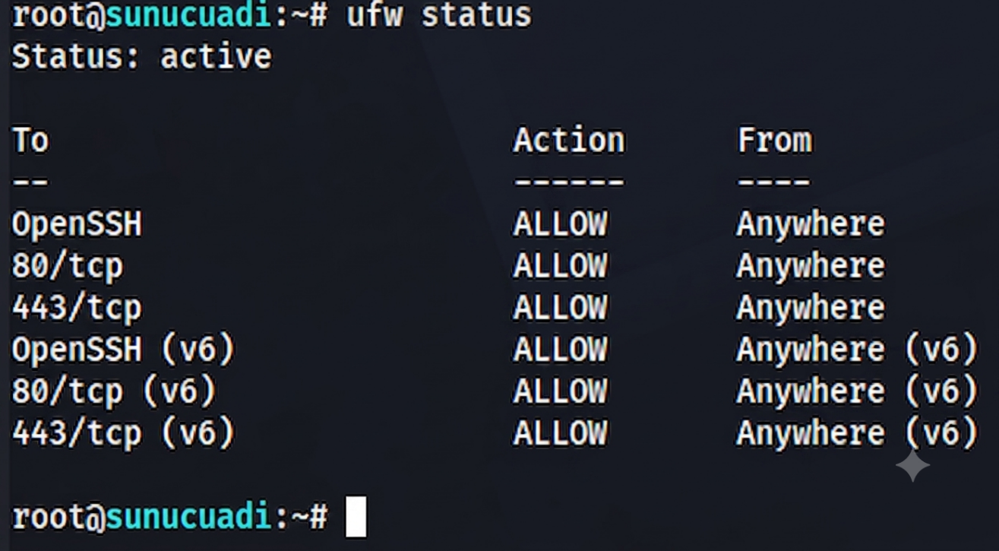 root@sunucuadi:~# ufw status
Status: active
To                         Action      From
--                         ------      ----
OpenSSH                    ALLOW       Anywhere
80/tcp                     ALLOW       Anywhere
443/tcp                    ALLOW       Anywhere
OpenSSH (v6)               ALLOW       Anywhere (v6)
80/tcp (v6)                ALLOW       Anywhere (v6)
443/tcp (v6)               ALLOW       Anywhere (v6)
root@sunucuadi:~#